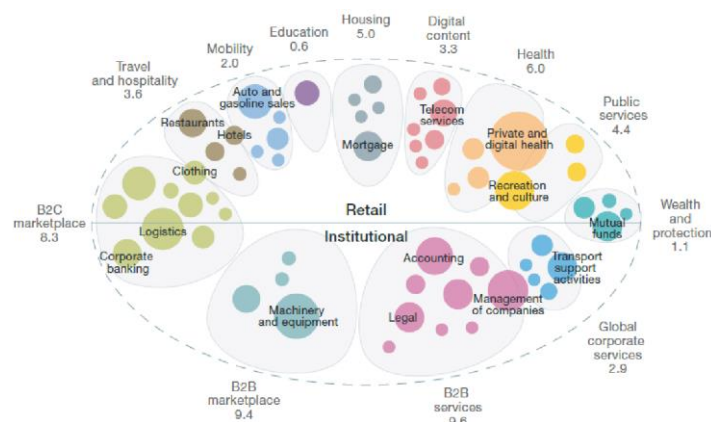 Housing
5.0
Digital
content
3.3
Education
0.6
Mobility
2.0
Health
6.0
Travel
and hospitality
3.6
Public
services
4.4
Auto and
gasoline sales
Telecom
services
Restaurants
Hotels
Private and
digital health
Mortgage
Clothing
Recreation
and culture
Retail
B2C
marketplace
8.3
Logistics
Institutional
Mutual
funds
Wealth and
protection
1.1
Corporate
banking
Accounting
Transport
support
activities
Machinery
and equipment
Legal
Management
of companies
Global
corporate
services
2.9
B2B
marketplace
9.4
B2B
services
9.6